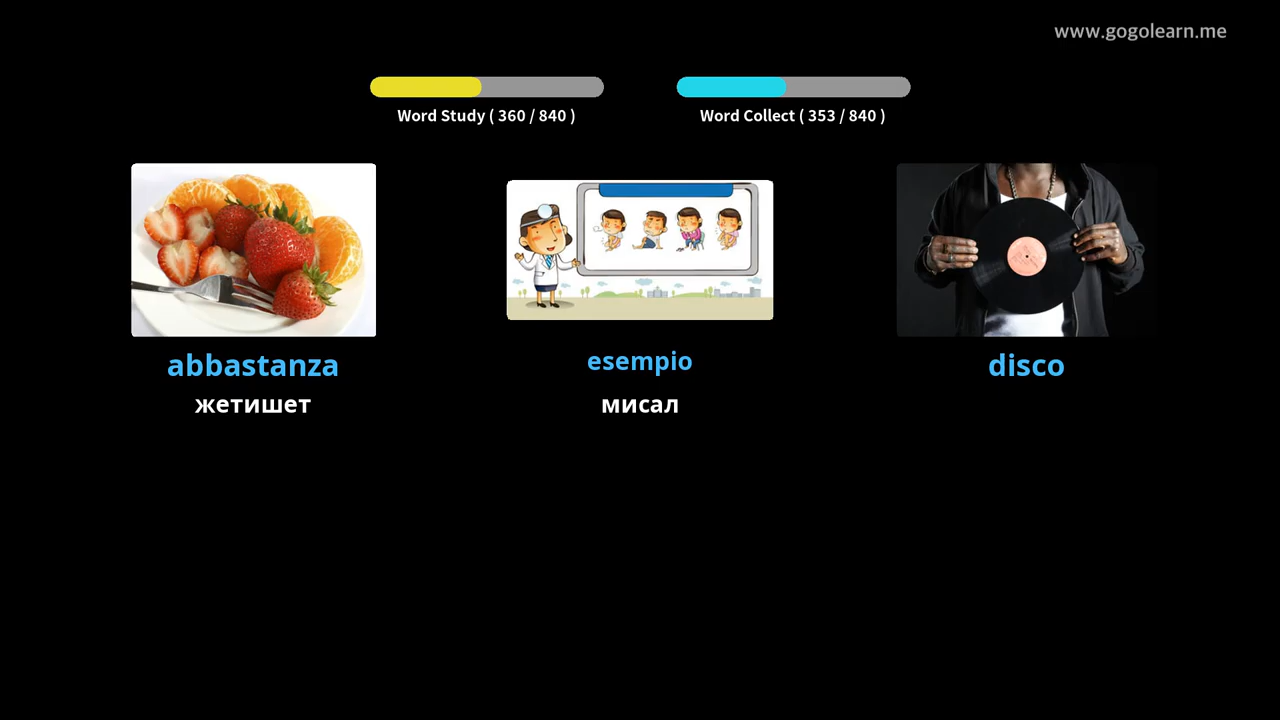 www.gogolearn.me
Word Study ( 360 / 840 )
Word Collect ( 353 / 840 )
abbastanza
жетишет
esempio
мисал
disco